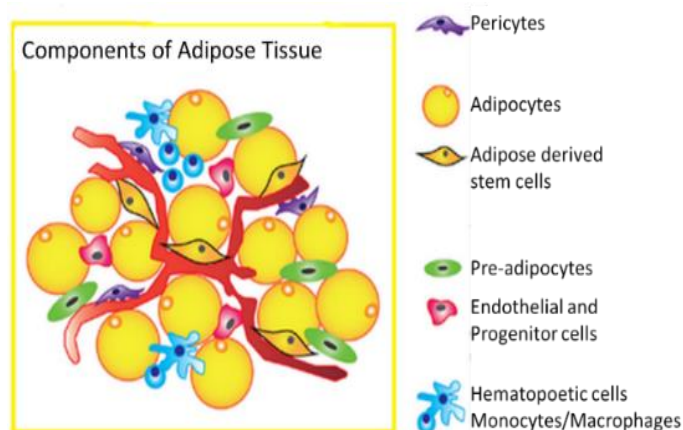 Components of Adipose Tissue
Pericytes
Adipocytes
Adipose derived
stem cells
Pre-adipocytes
Endothelial and
Progenitor cells
Hematopoetic cells
Monocytes/Macrophages